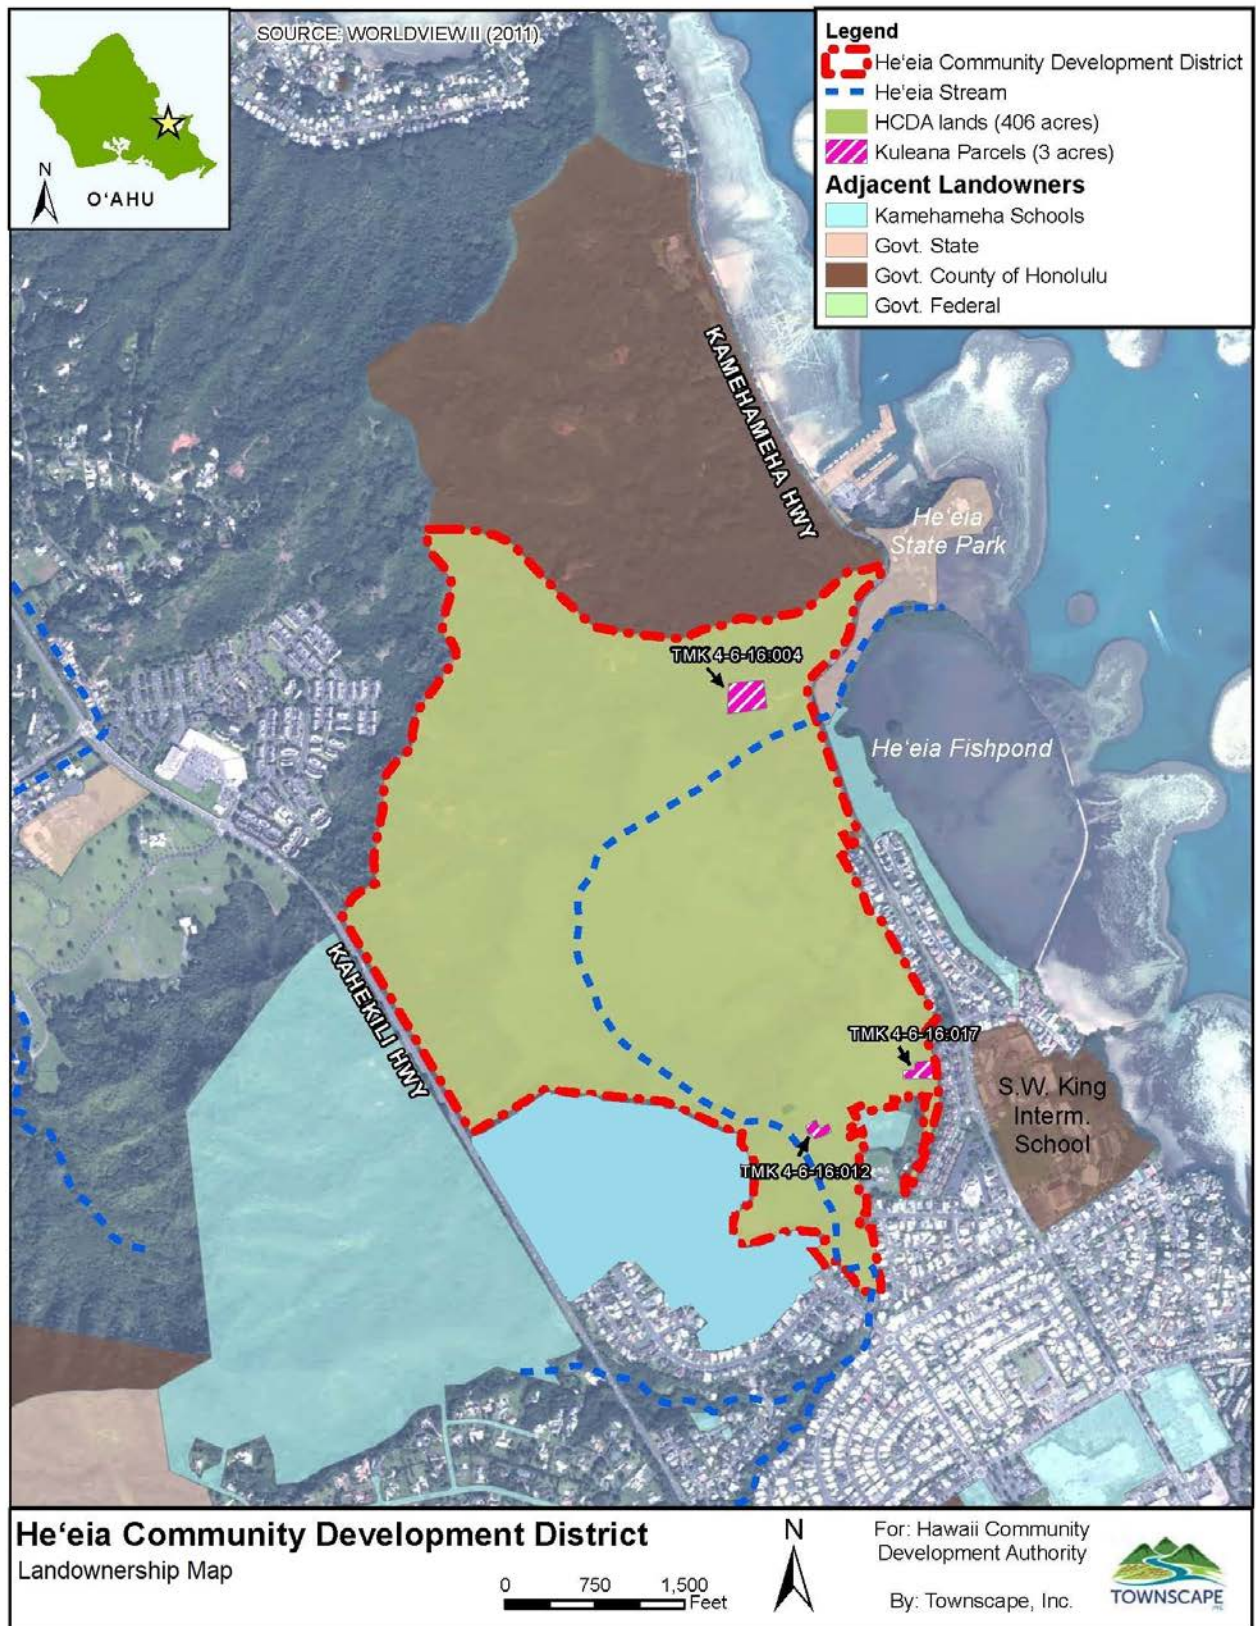 SOURCE: WORLDVIEW II (2011)
N
O‘AHU
Legend
He‘eia Community Development District
He‘eia Stream
HCDA lands (406 acres)
Kuleana Parcels (3 acres)
Adjacent Landowners
Kamehameha Schools
Govt. State
Govt. County of Honolulu
Govt. Federal
KAMEHAMEHA HWY
He‘eia
State Park
TMK 4-6-16:004
He‘eia Fishpond
KAHEKILI HWY
TMK 4-6-16:017
S.W. King
Interm.
School
TMK 4-6-16:012
He‘eia Community Development District
Landownership Map
0 750 1,500
Feet
N
For: Hawaii Community
Development Authority
By: Townscape, Inc.
TOWNSCAPE